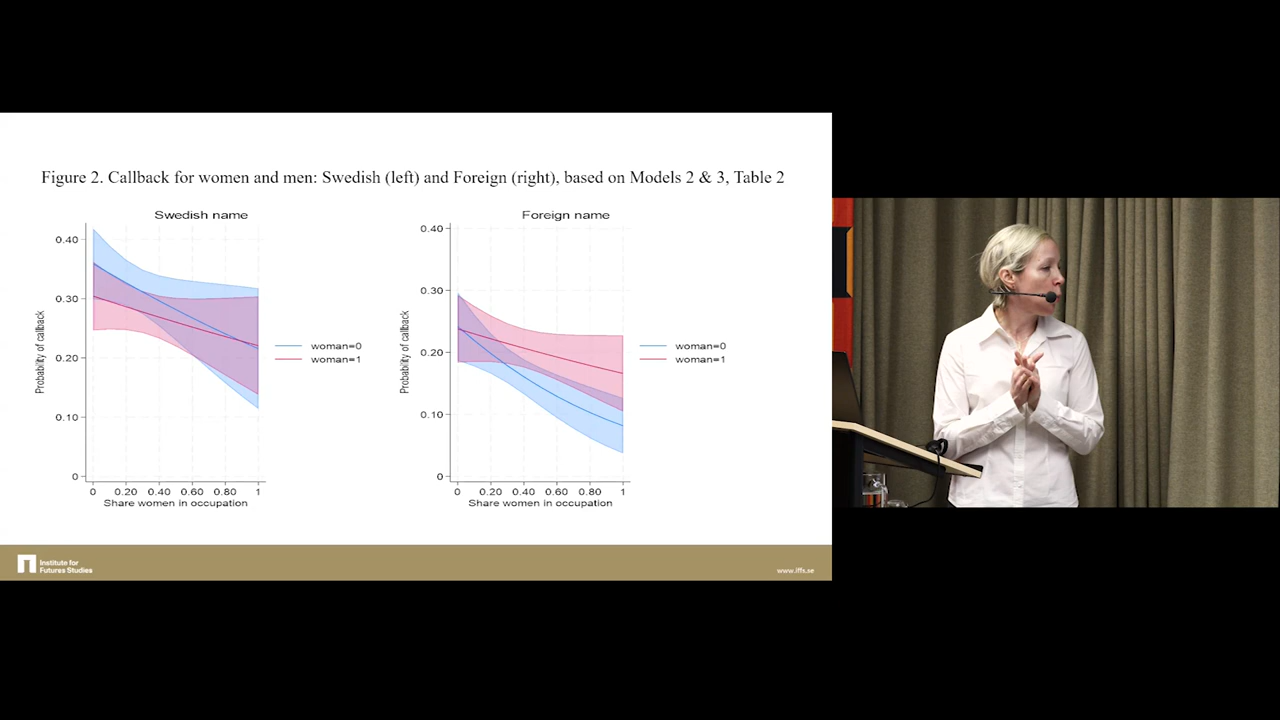 Figure 2. Callback for women and men: Swedish (left) and Foreign (right), based on Models 2 & 3, Table 2
Swedish name
0.40
0.30
0.20
0.10
0
Probability of callback
0 0.20 0.40 0.60 0.80 1
Share women in occupation
woman=0
woman=1
Foreign name
0.40
0.30
0.20
0.10
0
Probability of callback
0 0.20 0.40 0.60 0.80 1
Share women in occupation
woman=0
woman=1
Institute for
Futures Studies
www.iffs.se